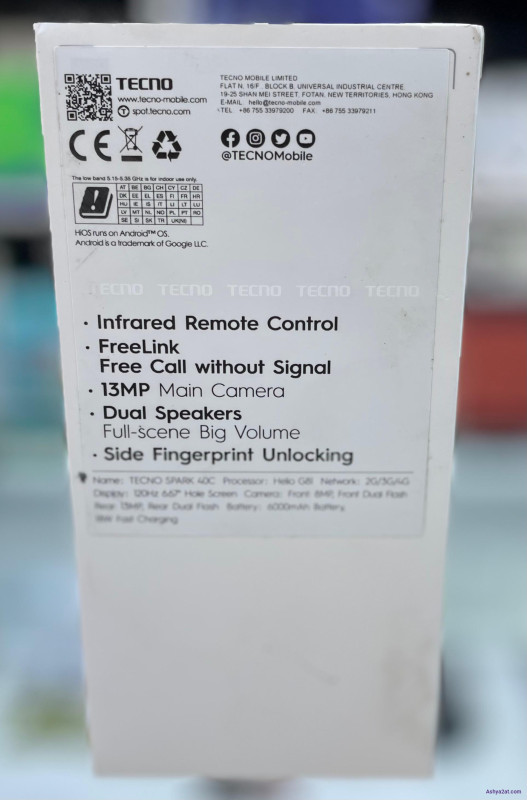 TECNO
www.tecno-mobile.com
spot.tecno.com
TECNO MOBILE LIMITED
FLAT N, 16/F., BLOCK B, UNIVERSAL INDUSTRIAL CENTRE,
19-25 SHAN MEI STREET, FOTAN, NEW TERRITORIES, HONG KONG
E-MAIL: hello@tecno-mobile.com
TEL: +86 755 33979200 FAX: +86 755 33979211
CE
@TECNOMobile
The low band 5.15-5.35 GHz is for indoor use only.
AT BE BG CH CY CZ DE
DK EE EL ES FI FR HR
HU IE IS IT LI LT LU
LV MT NL NO PL PT RO
SE SI SK TR UK(NI)
HiOS runs on Android™ OS.
Android is a trademark of Google LLC.
TECNO TECNO TECNO TECNO TECNO
· Infrared Remote Control
· FreeLink
Free Call without Signal
· 13MP Main Camera
· Dual Speakers
Full-scene Big Volume
· Side Fingerprint Unlocking
Name: TECNO SPARK 40C Processor: Helio G81 Network: 2G/3G/4G
Display: 120Hz 6.67" Hole Screen Camera: Front 8MP, Front Dual Flash
Rear 13MP, Rear Dual Flash Battery: 6000mAh Battery,
18W Fast Charging
Ashya2at.com